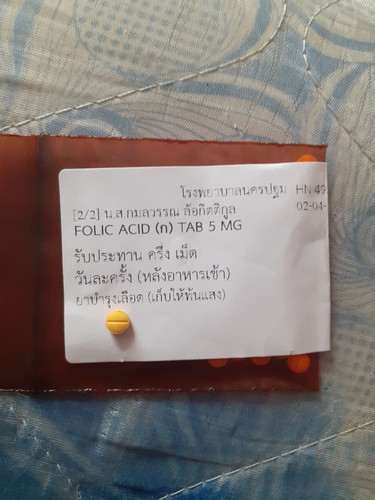 โรงพยาบาลนครปฐม HN 49
[2/2] น.ส.กมลวรรณ ล้อกิตติกูล 02-04-
FOLIC ACID (ก) TAB 5 MG
รับประทาน ครึ่ง เม็ด
วันละครั้ง (หลังอาหารเช้า)
ยาบำรุงเลือด (เก็บให้พ้นแสง)